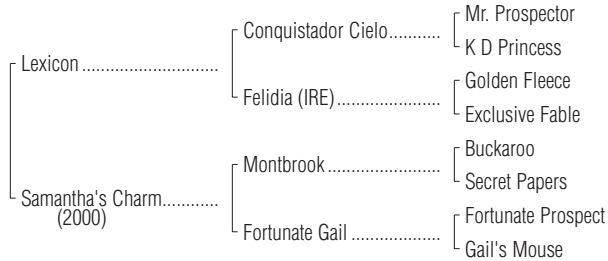 Mr. Prospector
Conquistador Cielo...........
K D Princess
Lexicon .............................
Golden Fleece
Felidia (IRE)......................
Exclusive Fable
Buckaroo
Montbrook ........................
Secret Papers
Samantha's Charm............
(2000)
Fortunate Prospect
Fortunate Gail ....................
Gail's Mouse